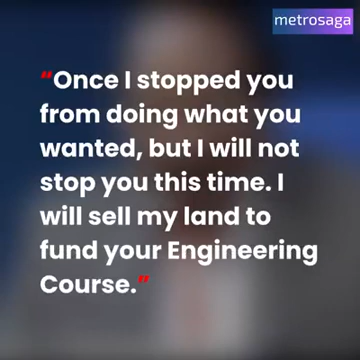 metrosaga
“Once I stopped you
from doing what you
wanted, but I will not
stop you this time. I
will sell my land to
fund your Engineering
Course.”